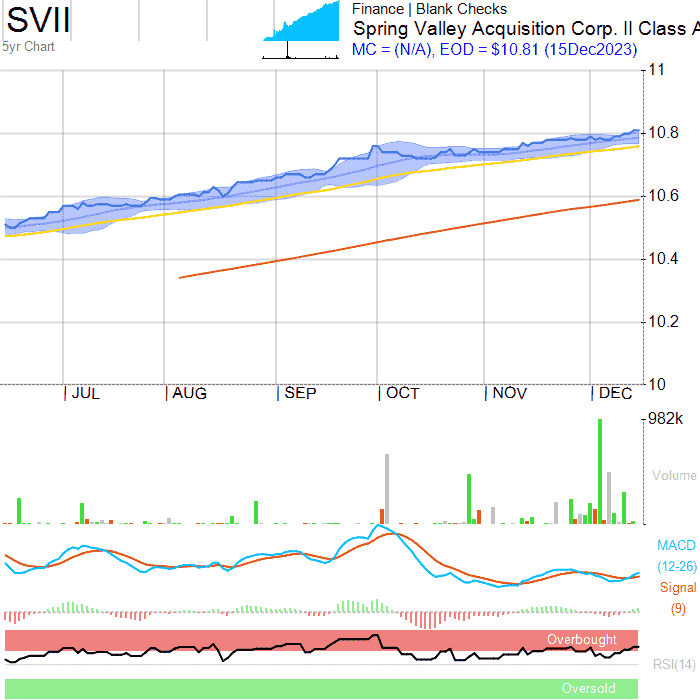 SVII
5yr Chart
Finance | Blank Checks
Spring Valley Acquisition Corp. II Class A
MC = (N/A), EOD = $10.81 (15Dec2023)
11
10.8
10.6
10.4
10.2
10
JUL AUG SEP OCT NOV DEC
982k
Volume
MACD
(12-26)
Signal
(9)
Overbought
RSI(14)
Oversold